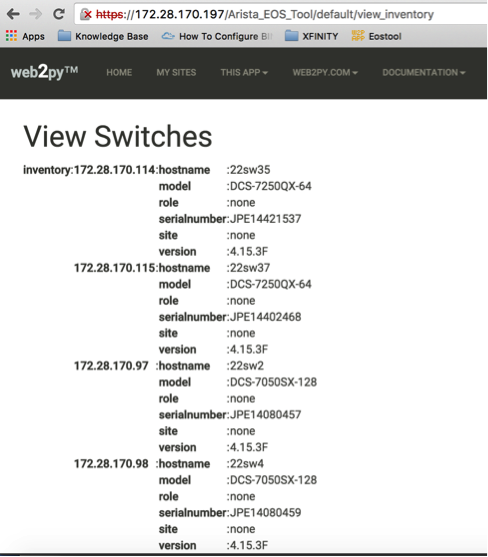 https://172.28.170.197/Arista_EOS_Tool/default/view_inventory
Apps Knowledge Base How To Configure BI XFINITY Eostool
web2py™ HOME MY SITES THIS APP WEB2PY.COM DOCUMENTATION
View Switches
inventory:172.28.170.114:hostname :22sw35
model :DCS-7250QX-64
role :none
serialnumber:JPE14421537
site :none
version :4.15.3F
172.28.170.115:hostname :22sw37
model :DCS-7250QX-64
role :none
serialnumber:JPE14402468
site :none
version :4.15.3F
172.28.170.97 :hostname :22sw2
model :DCS-7050SX-128
role :none
serialnumber:JPE14080457
site :none
version :4.15.3F
172.28.170.98 :hostname :22sw4
model :DCS-7050SX-128
role :none
serialnumber:JPE14080459
site :none
version :4.15.3F